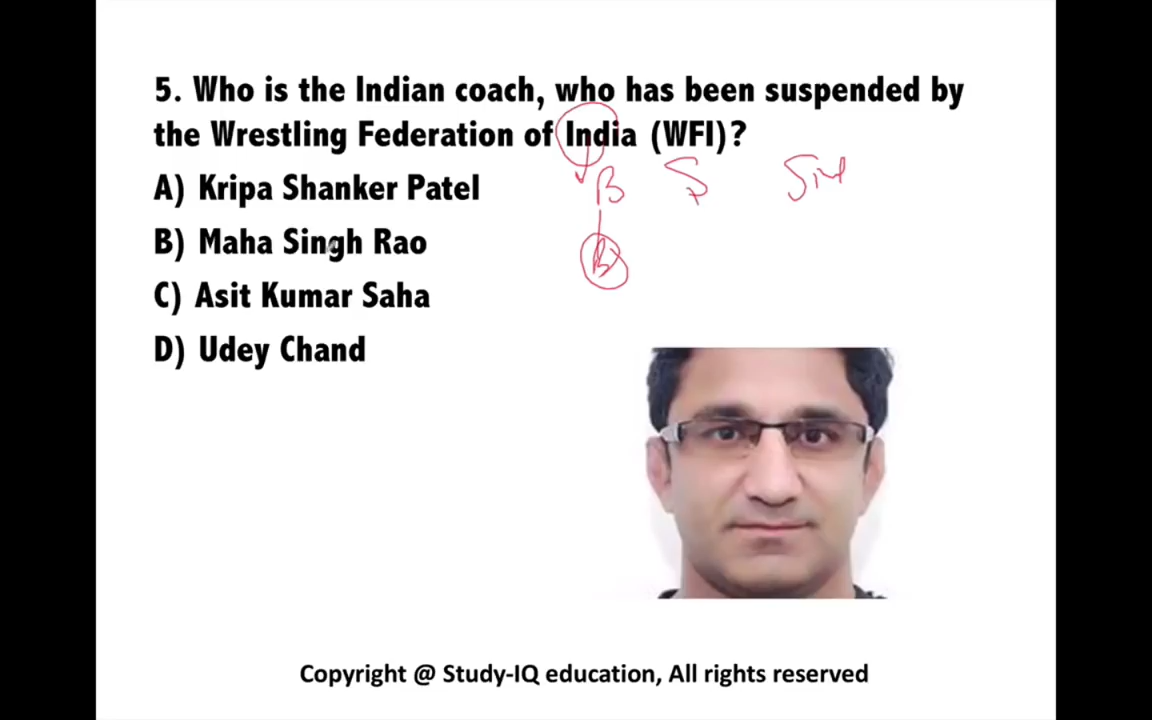 5. Who is the Indian coach, who has been suspended by
the Wrestling Federation of India (WFI)?
A) Kripa Shanker Patel
B) Maha Singh Rao
C) Asit Kumar Saha
D) Udey Chand
B S
Copyright @ Study-IQ education, All rights reserved